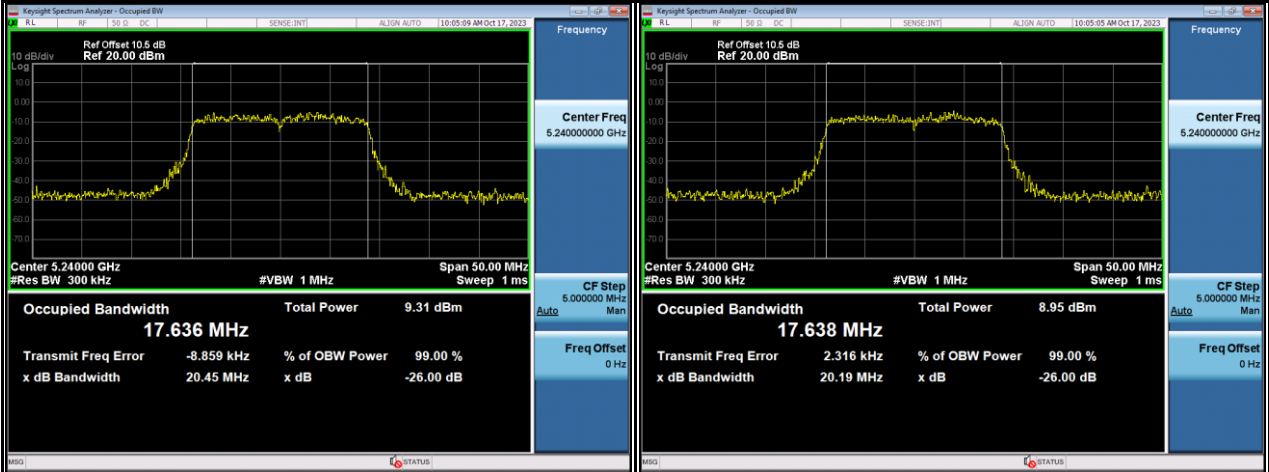 Keysight Spectrum Analyzer - Occupied BW
RL RF 50 Ω DC SENSE:INT ALIGN AUTO 10:05:09 AM Oct 17, 2023
Frequency
Ref Offset 10.5 dB
10 dB/div Ref 20.00 dBm
Log
10.0
0.00
-10.0
-20.0
-30.0
-40.0
-50.0
-60.0
-70.0
Center Freq
5.240000000 GHz
Center 5.24000 GHz Span 50.00 MHz
#Res BW 300 kHz #VBW 1 MHz Sweep 1 ms
CF Step
5.000000 MHz
Auto Man
Occupied Bandwidth Total Power 9.31 dBm
17.636 MHz
Transmit Freq Error -8.859 kHz % of OBW Power 99.00 %
x dB Bandwidth 20.45 MHz x dB -26.00 dB
Freq Offset
0 Hz
MSG STATUS
Keysight Spectrum Analyzer - Occupied BW
RL RF 50 Ω DC SENSE:INT ALIGN AUTO 10:05:05 AM Oct 17, 2023
Frequency
Ref Offset 10.5 dB
10 dB/div Ref 20.00 dBm
Log
10.0
0.00
-10.0
-20.0
-30.0
-40.0
-50.0
-60.0
-70.0
Center Freq
5.240000000 GHz
Center 5.24000 GHz Span 50.00 MHz
#Res BW 300 kHz #VBW 1 MHz Sweep 1 ms
CF Step
5.000000 MHz
Auto Man
Occupied Bandwidth Total Power 8.95 dBm
17.638 MHz
Transmit Freq Error 2.316 kHz % of OBW Power 99.00 %
x dB Bandwidth 20.19 MHz x dB -26.00 dB
Freq Offset
0 Hz
MSG STATUS